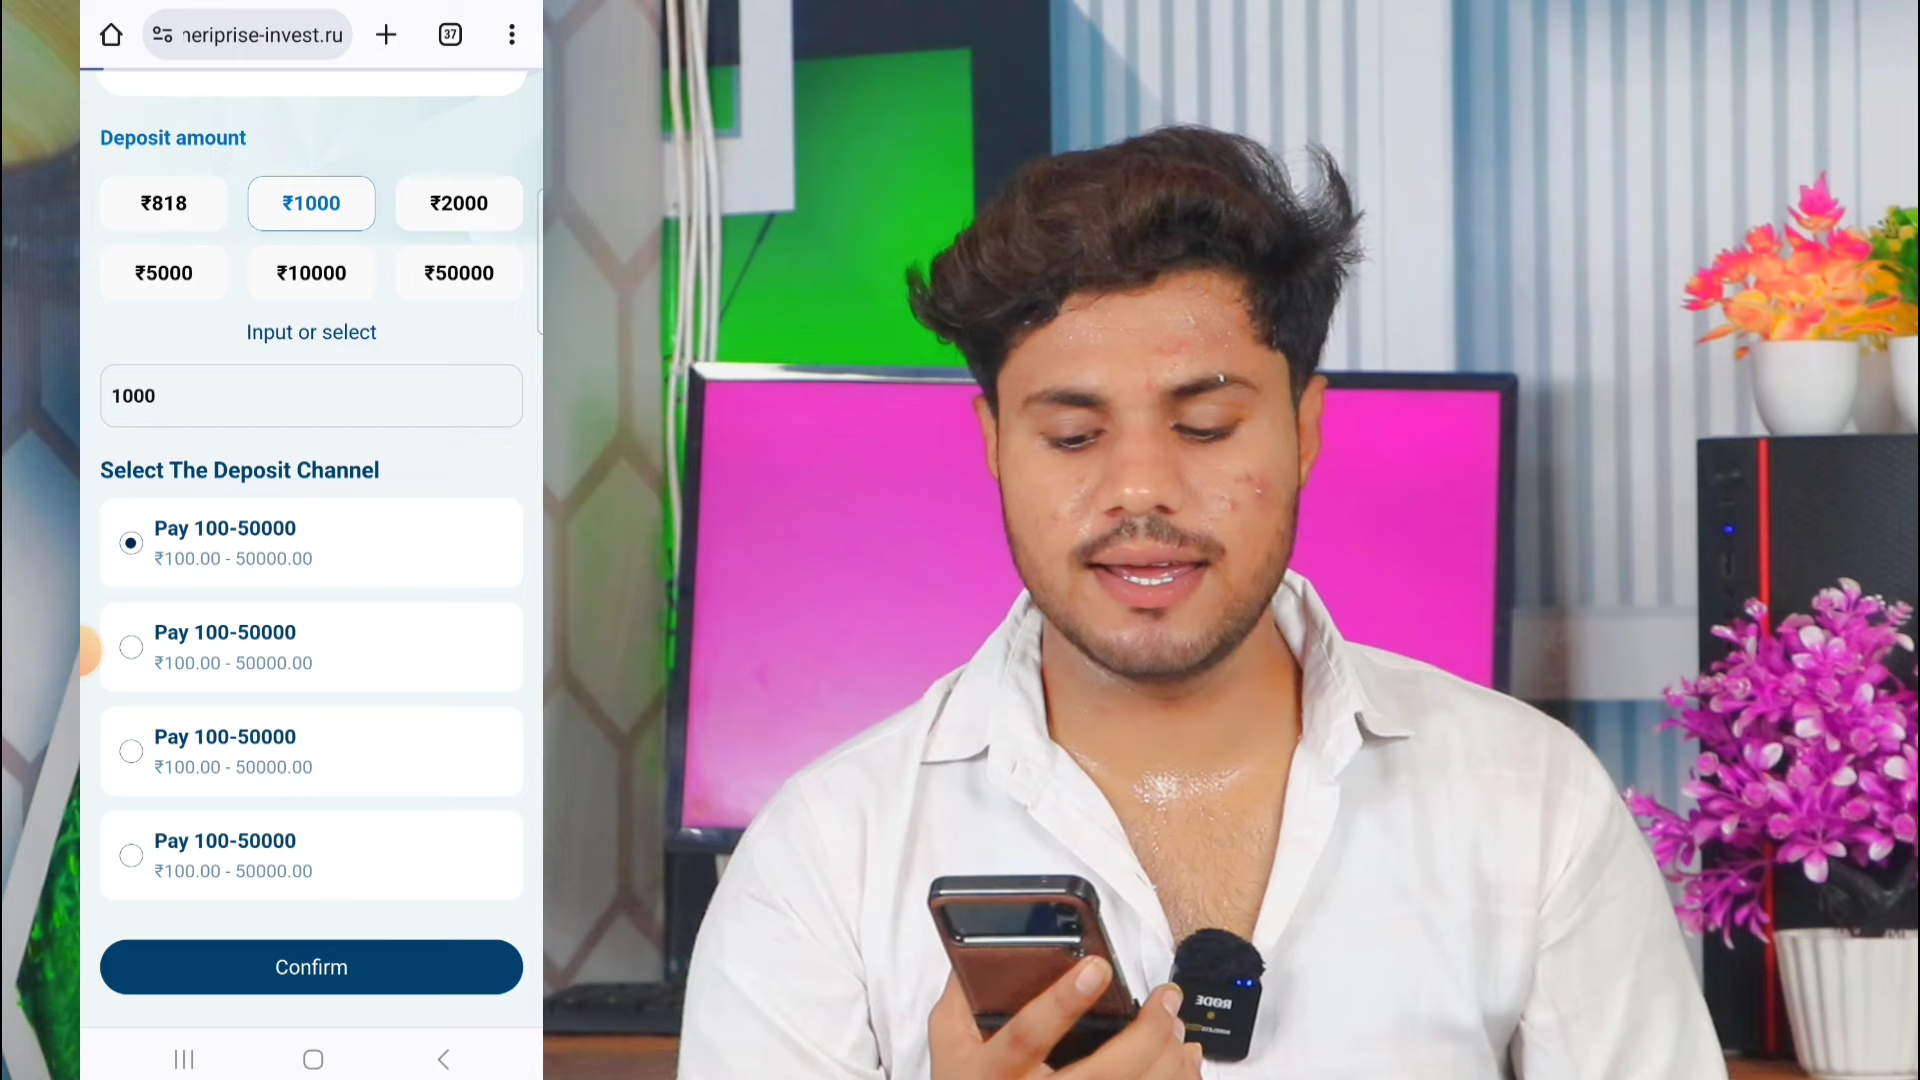 neriprise-invest.ru
37
Deposit amount
₹818
₹1000
₹2000
₹5000
₹10000
₹50000
Input or select
1000
Select The Deposit Channel
Pay 100-50000
₹100.00 - 50000.00
Pay 100-50000
₹100.00 - 50000.00
Pay 100-50000
₹100.00 - 50000.00
Pay 100-50000
₹100.00 - 50000.00
Confirm
RØDE